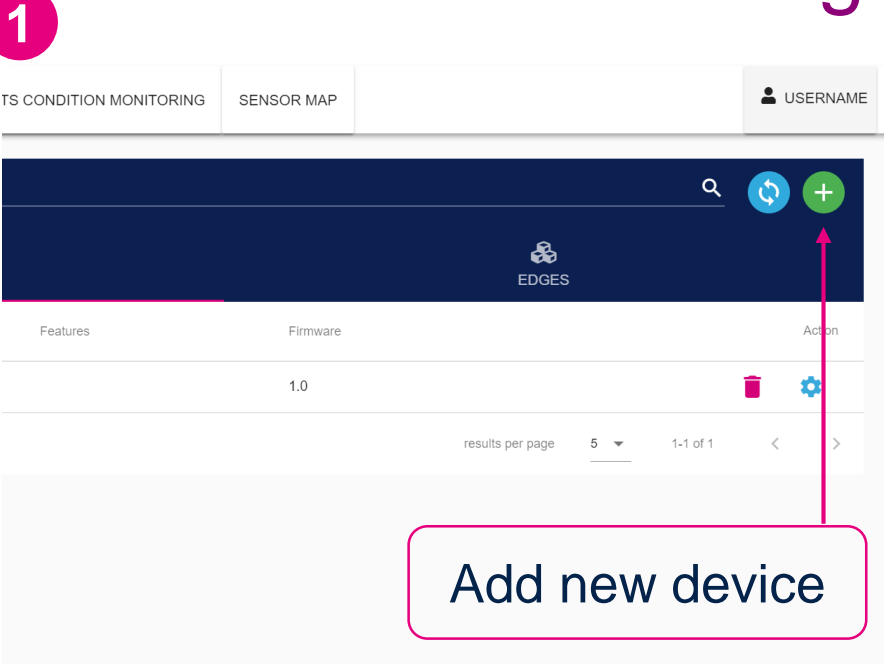 1
TS CONDITION MONITORING
SENSOR MAP
USERNAME
EDGES
Features
Firmware
Action
1.0
results per page
5
1-1 of 1
Add new device